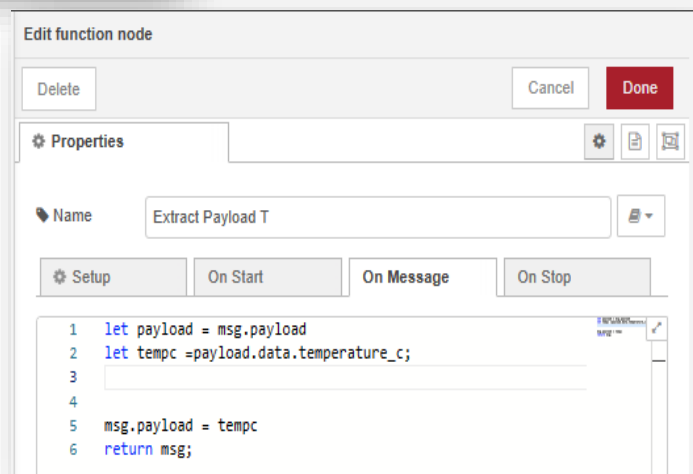 Edit function node
Delete Cancel Done
Properties
Name Extract Payload T
Setup On Start On Message On Stop
1 let payload = msg.payload
2 let tempc =payload.data.temperature_c;
3
4
5 msg.payload = tempc
6 return msg;